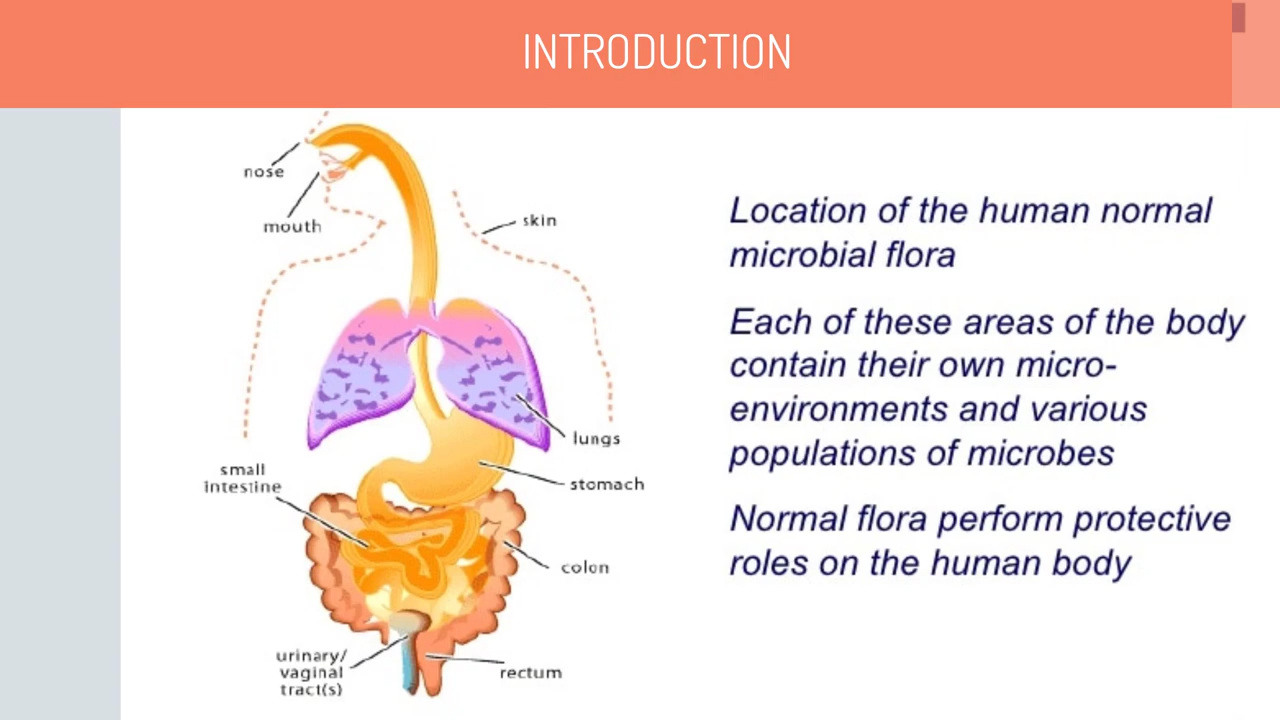 INTRODUCTION
nose
mouth
skin
lungs
small
intestine
stomach
colon
urinary/
vaginal
tract(s)
rectum
Location of the human normal
microbial flora
Each of these areas of the body
contain their own micro-
environments and various
populations of microbes
Normal flora perform protective
roles on the human body